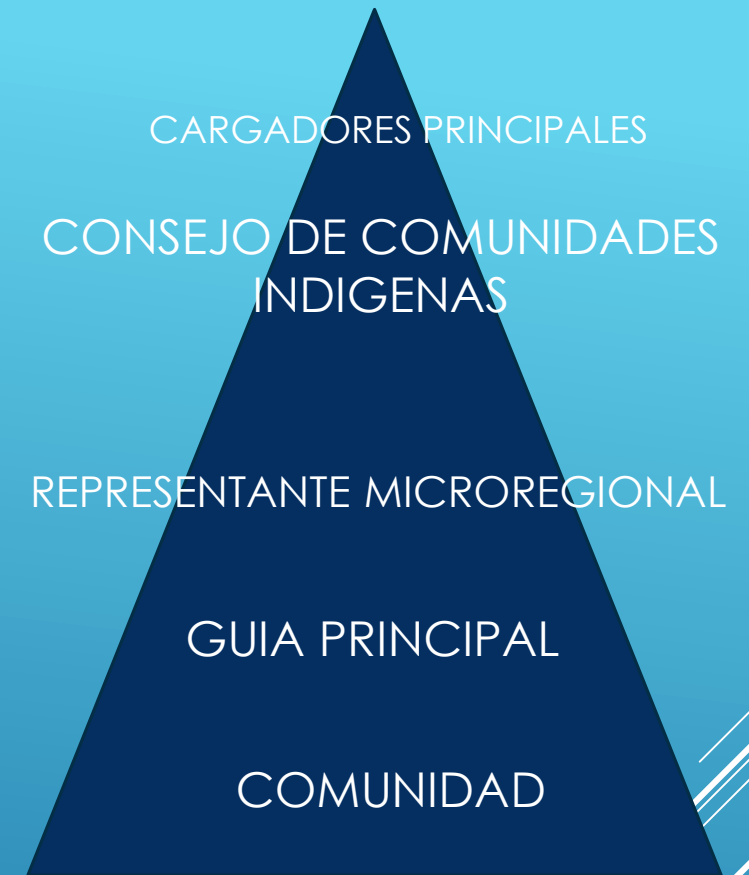 CARGADORES PRINCIPALES
CONSEJO DE COMUNIDADES
INDIGENAS
REPRESENTANTE MICROREGIONAL
GUIA PRINCIPAL
COMUNIDAD